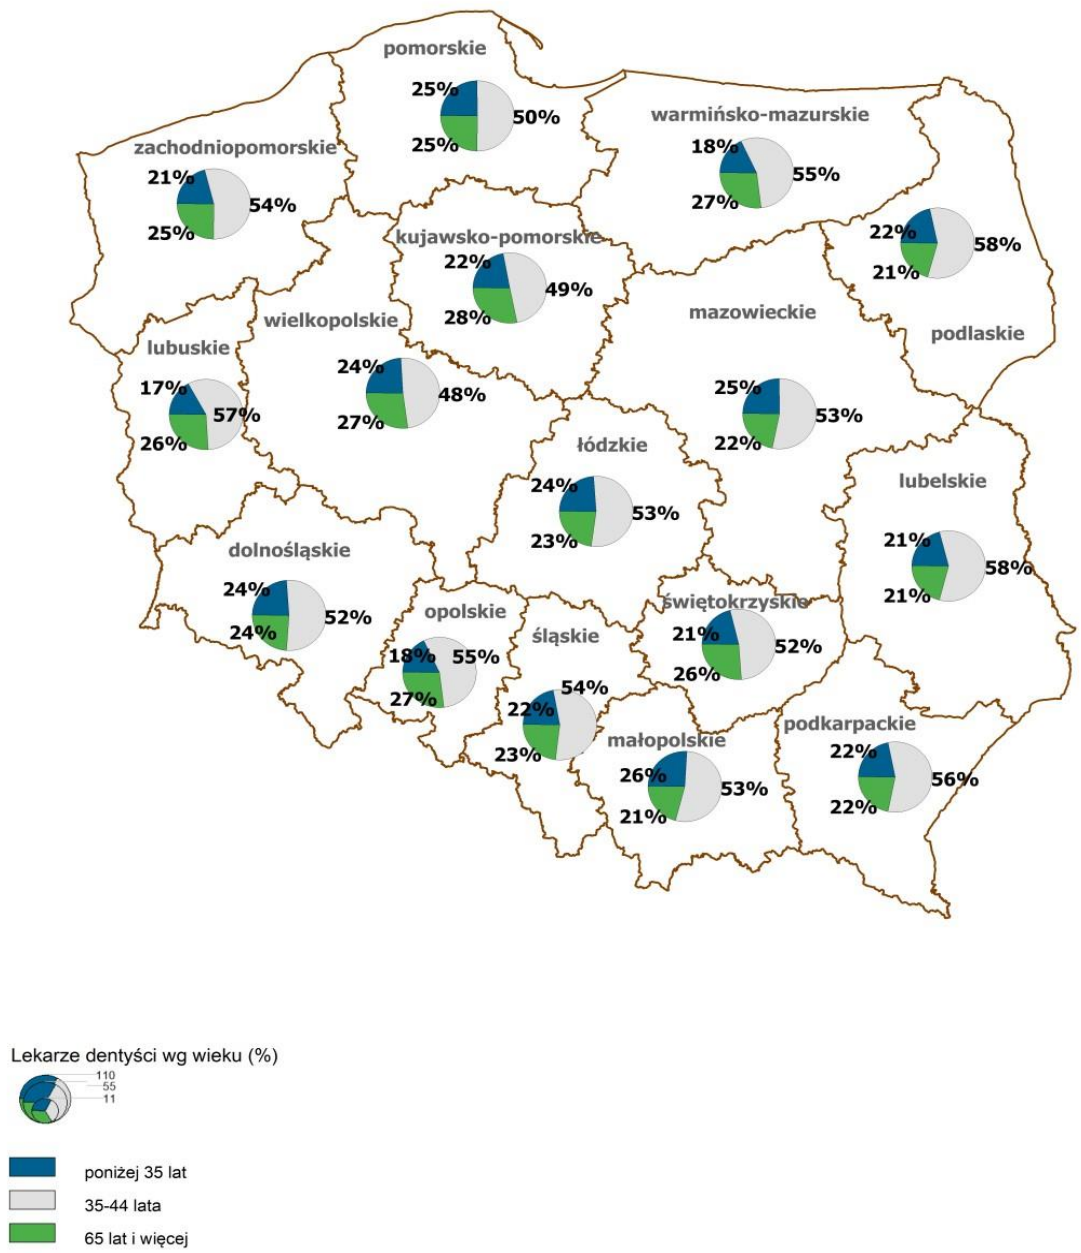 pomorskie
25%
50%
25%
warmińsko-mazurskie
18%
55%
27%
zachodniopomorskie
21%
54%
25%
kujawsko-pomorskie
22%
49%
28%
22%
58%
21%
podlaskie
mazowieckie
25%
53%
22%
wielkopolskie
24%
48%
27%
lubuskie
17%
57%
26%
łódzkie
24%
53%
23%
lubelskie
21%
58%
21%
dolnośląskie
24%
52%
24%
opolskie
18%
55%
27%
śląskie
54%
22%
23%
świętokrzyskie
21%
52%
26%
małopolskie
26%
53%
21%
podkarpackie
22%
56%
22%
Lekarze dentyści wg wieku (%)
110
55
11
poniżej 35 lat
35-44 lata
65 lat i więcej